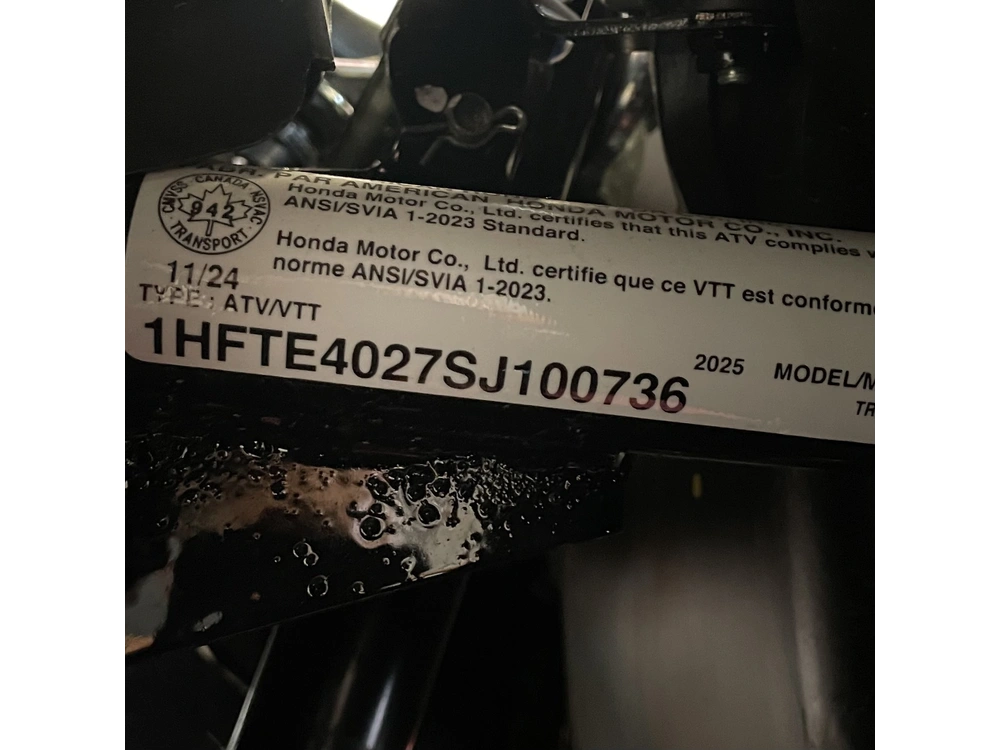 PAR AMERICAN HONDA MOTOR CO., INC.
Honda Motor Co., Ltd. certifies that this ATV complies
ANSI/SVIA 1-2023 Standard.
CMVSS CANADA NSVAC
942
TRANSPORT
Honda Motor Co., Ltd. certifie que ce VTT est conforme
norme ANSI/SVIA 1-2023.
11/24
TYPE: ATV/VTT
1HFTE4027SJ100736
2025 MODEL/M
TR